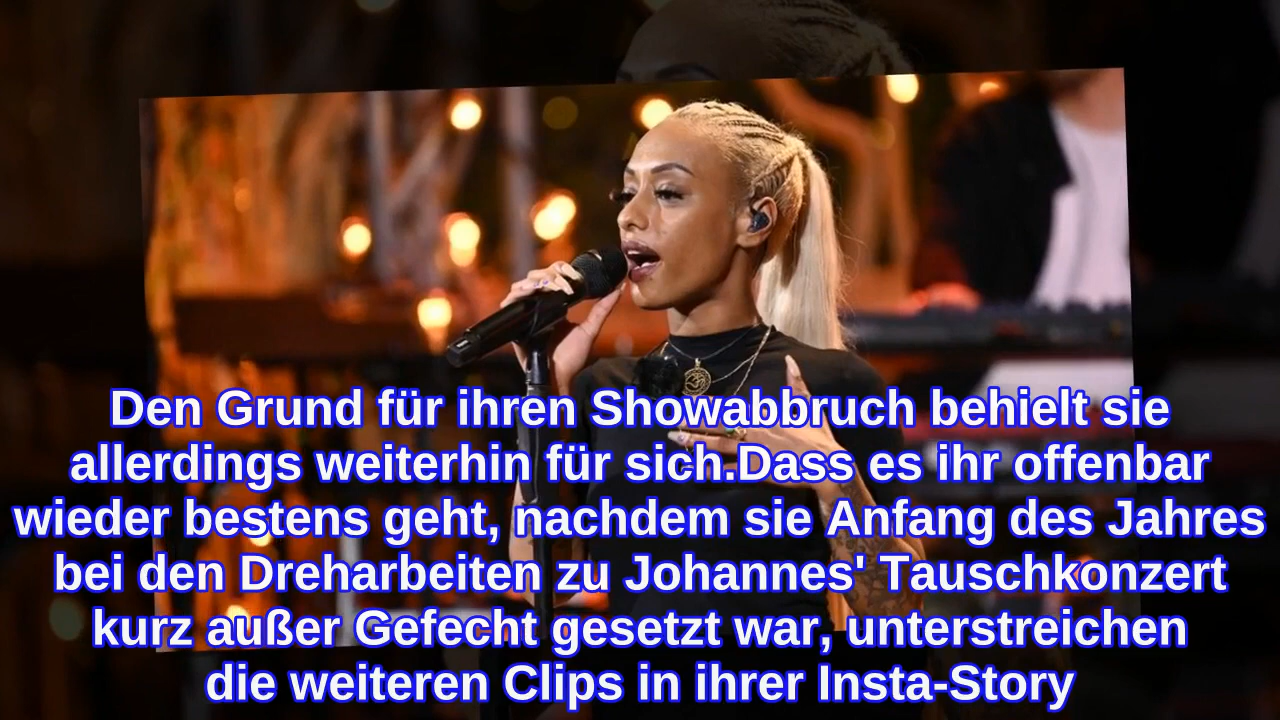 Den Grund für ihren Showabbruch behielt sie
allerdings weiterhin für sich.Dass es ihr offenbar
wieder bestens geht, nachdem sie Anfang des Jahres
bei den Dreharbeiten zu Johannes' Tauschkonzert
kurz außer Gefecht gesetzt war, unterstreichen
die weiteren Clips in ihrer Insta-Story